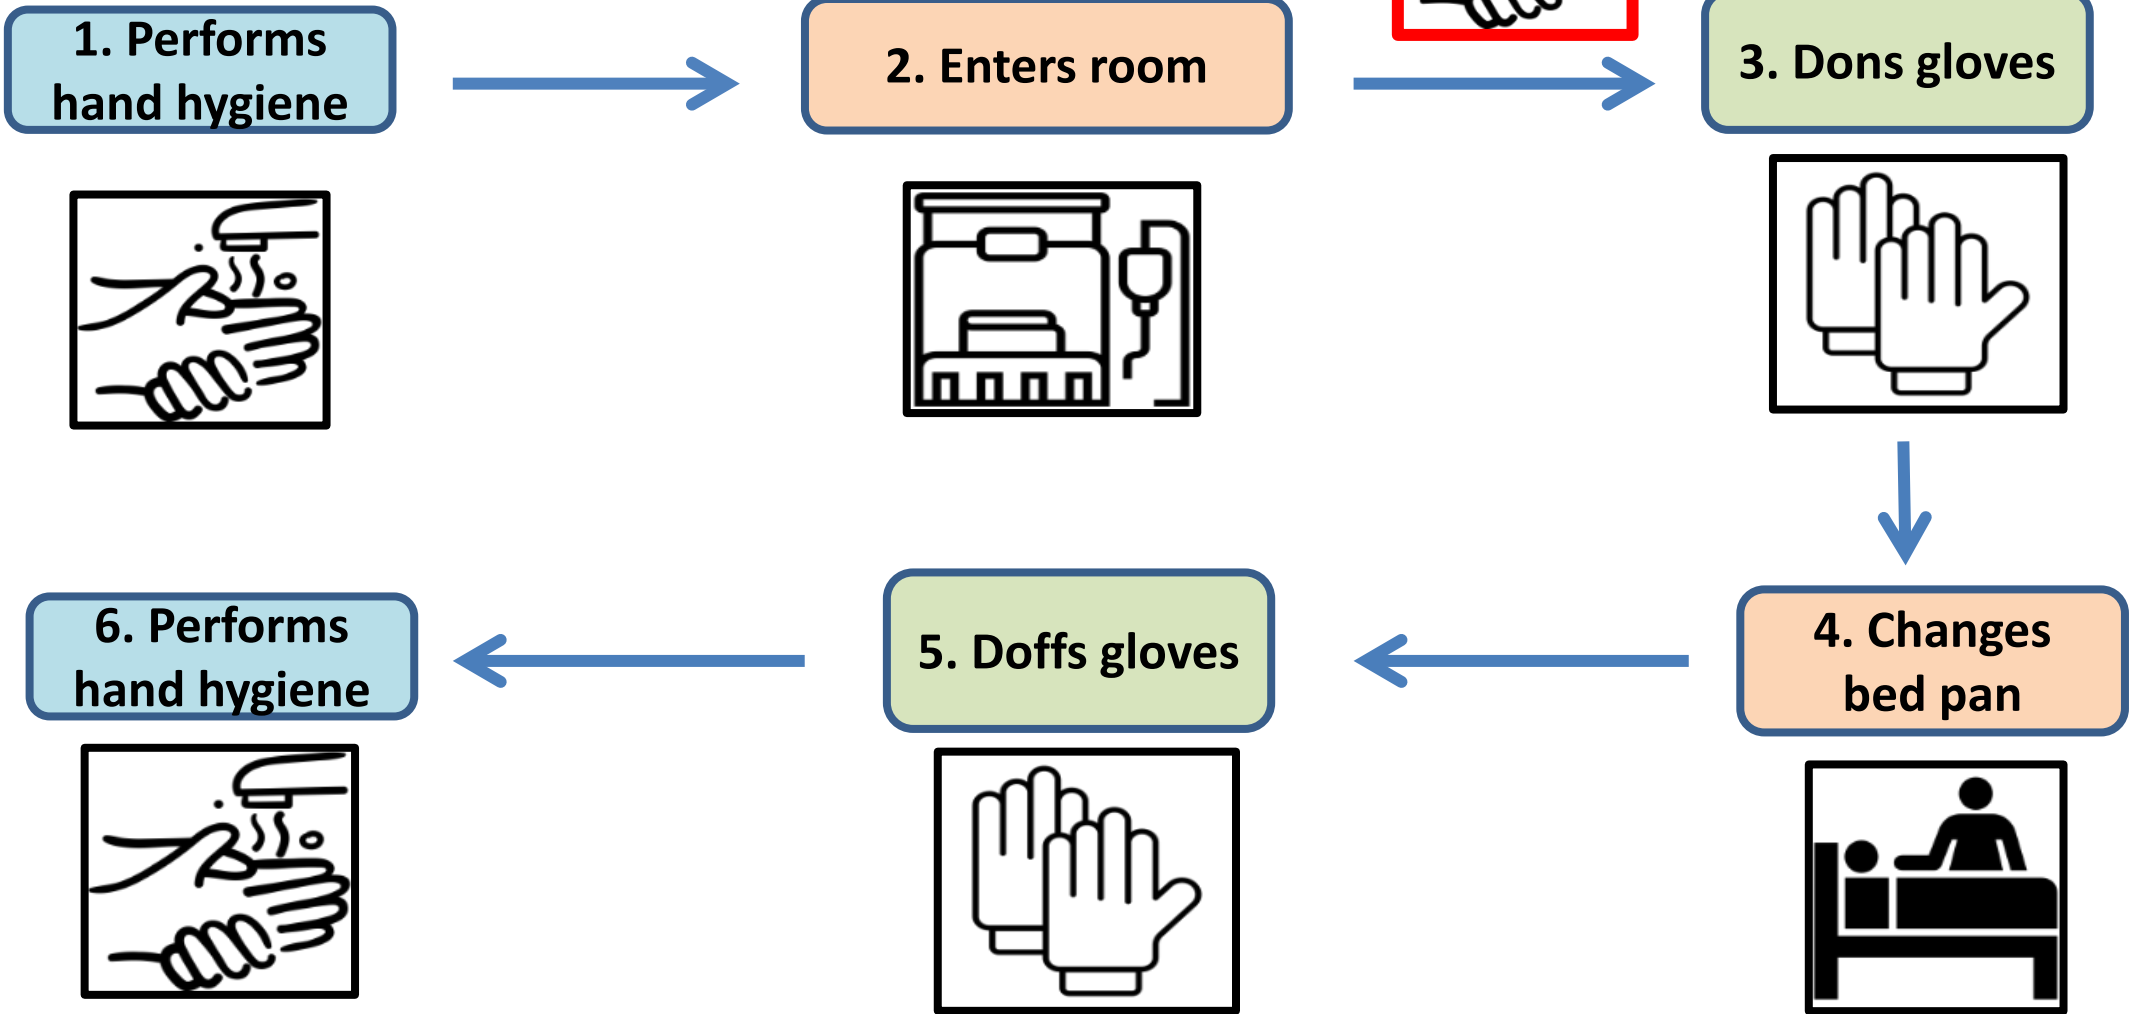 1. Performs
hand hygiene
2. Enters room
3. Dons gloves
4. Changes
bed pan
5. Doffs gloves
6. Performs
hand hygiene